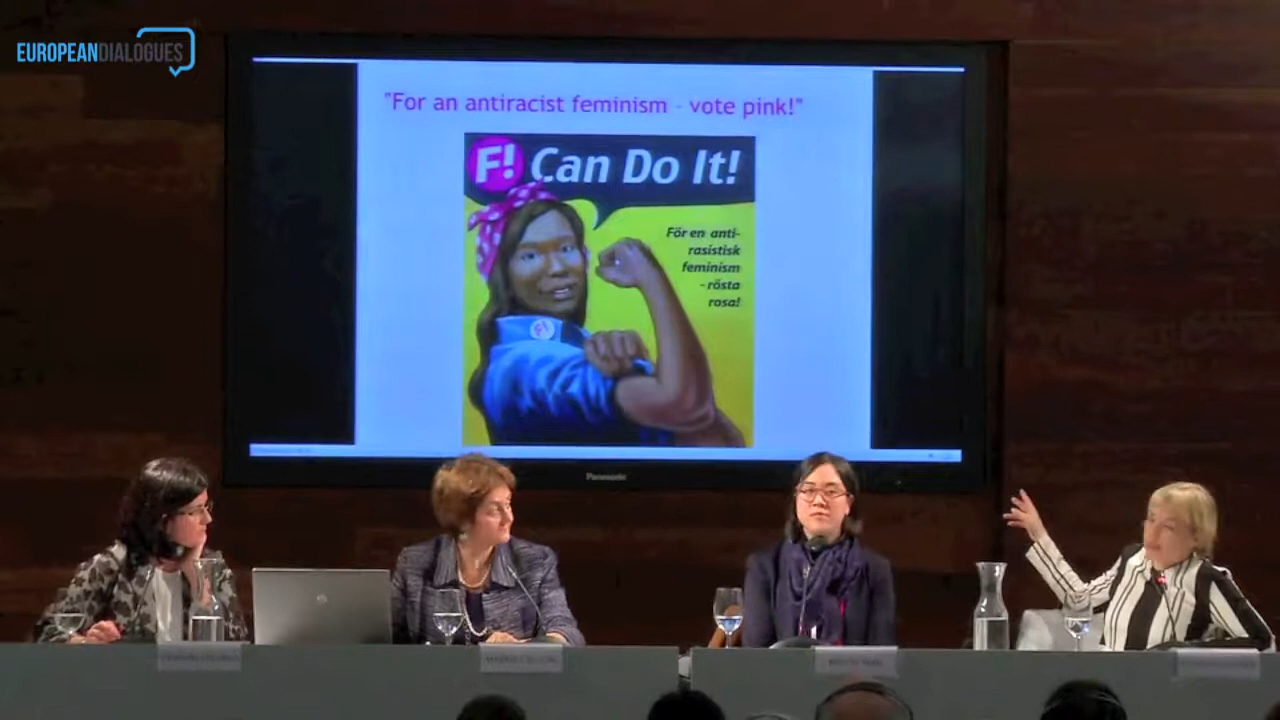 EUROPEANDIALOGUES
"For an antiracist feminism - vote pink!"
F! Can Do It!
För en anti-
rasistisk
feminism
- rösta
rosa!
F!
Panasonic